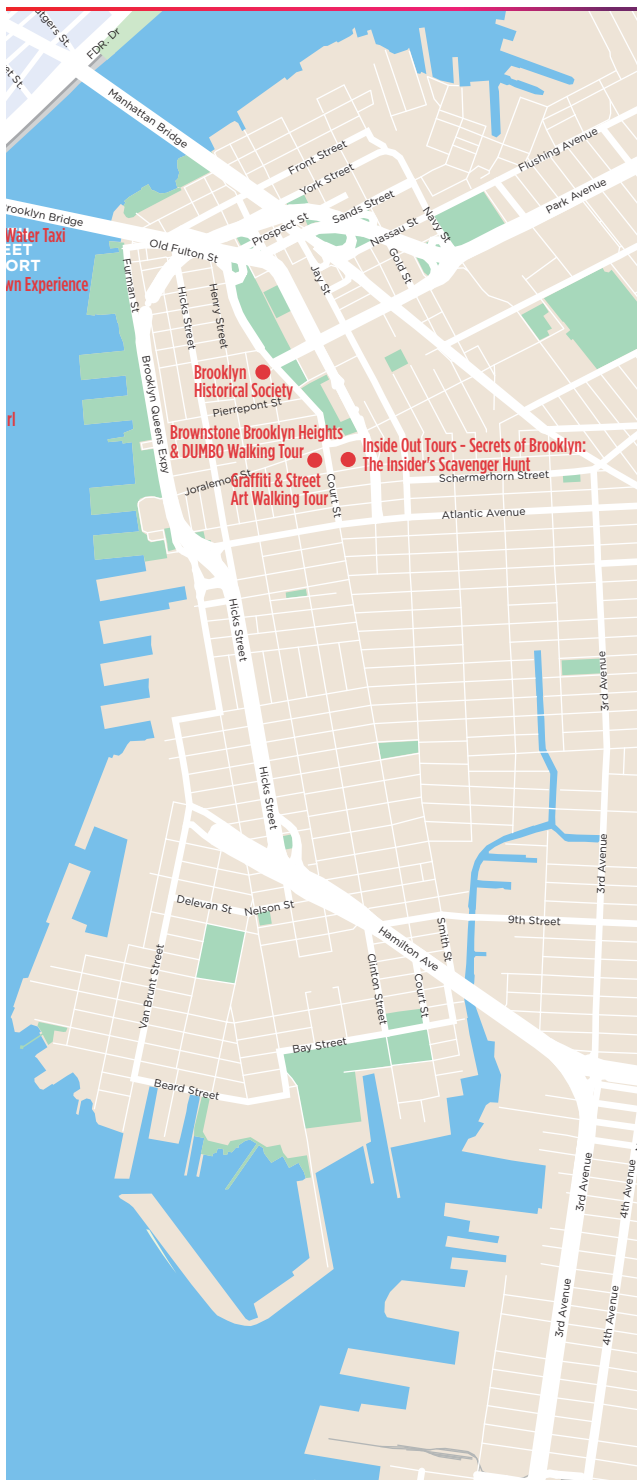 utgers St.
FDR. Dr
et St.
Manhattan Bridge
Front Street
York Street
Flushing Avenue
Park Avenue
Sands Street
Prospect St
Nassau St
Navy St
Gold St
rooklyn Bridge
Water Taxi
EET
ORT
wn Experience
Old Fulton St
Furman St
Hicks Street
Henry Street
Jay St
Brooklyn
Historical Society
Pierrepont St
Brooklyn Queens Expy
rl
Brownstone Brooklyn Heights
& DUMBO Walking Tour
Inside Out Tours - Secrets of Brooklyn:
The Insider's Scavenger Hunt
Graffiti & Street
Art Walking Tour
Joralemon St
Court St
Schermerhorn Street
Atlantic Avenue
Hicks Street
3rd Avenue
Hicks Street
3rd Avenue
Delevan St
Nelson St
9th Street
Smith St
Hamilton Ave
Van Brunt Street
Clinton Street
Court St
Bay Street
Beard Street
3rd Avenue
4th Avenue
3rd Avenue
4th Avenue